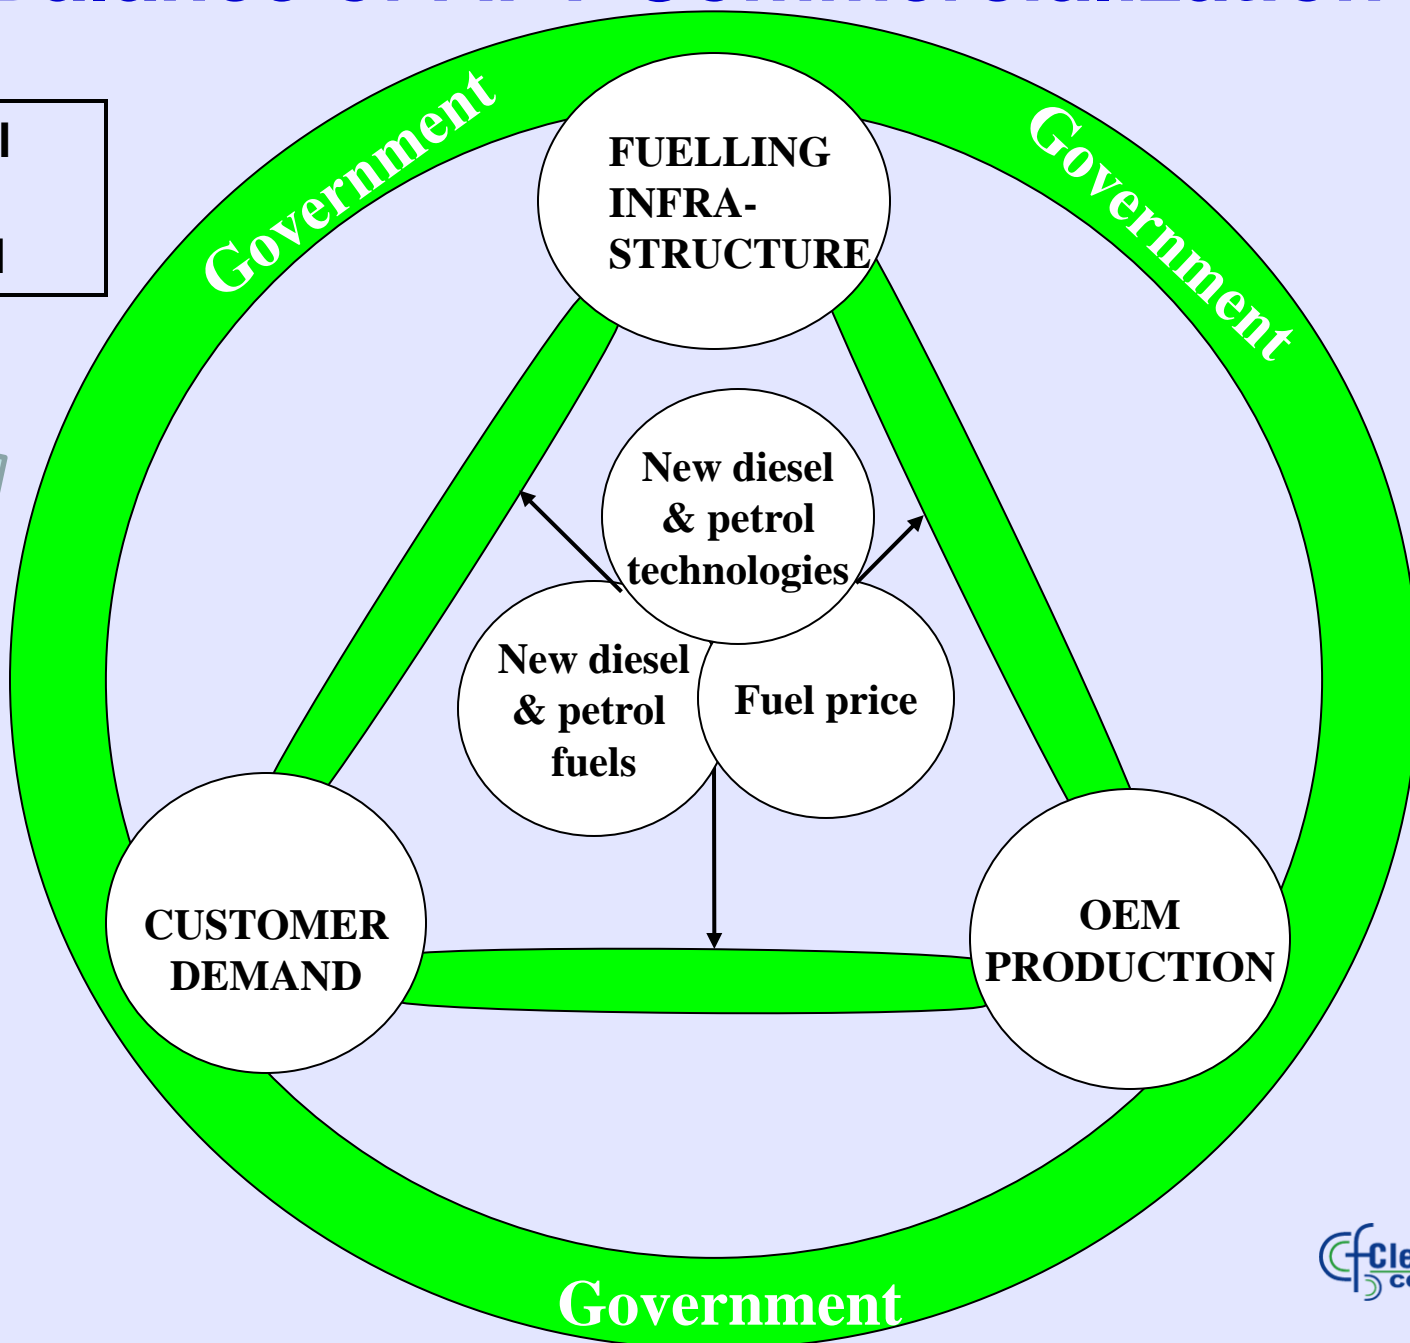 Commercialization
Government
Government
FUELLING
INFRA-
STRUCTURE
New diesel
& petrol
technologies
New diesel
& petrol
fuels
Fuel price
CUSTOMER
DEMAND
OEM
PRODUCTION
Government